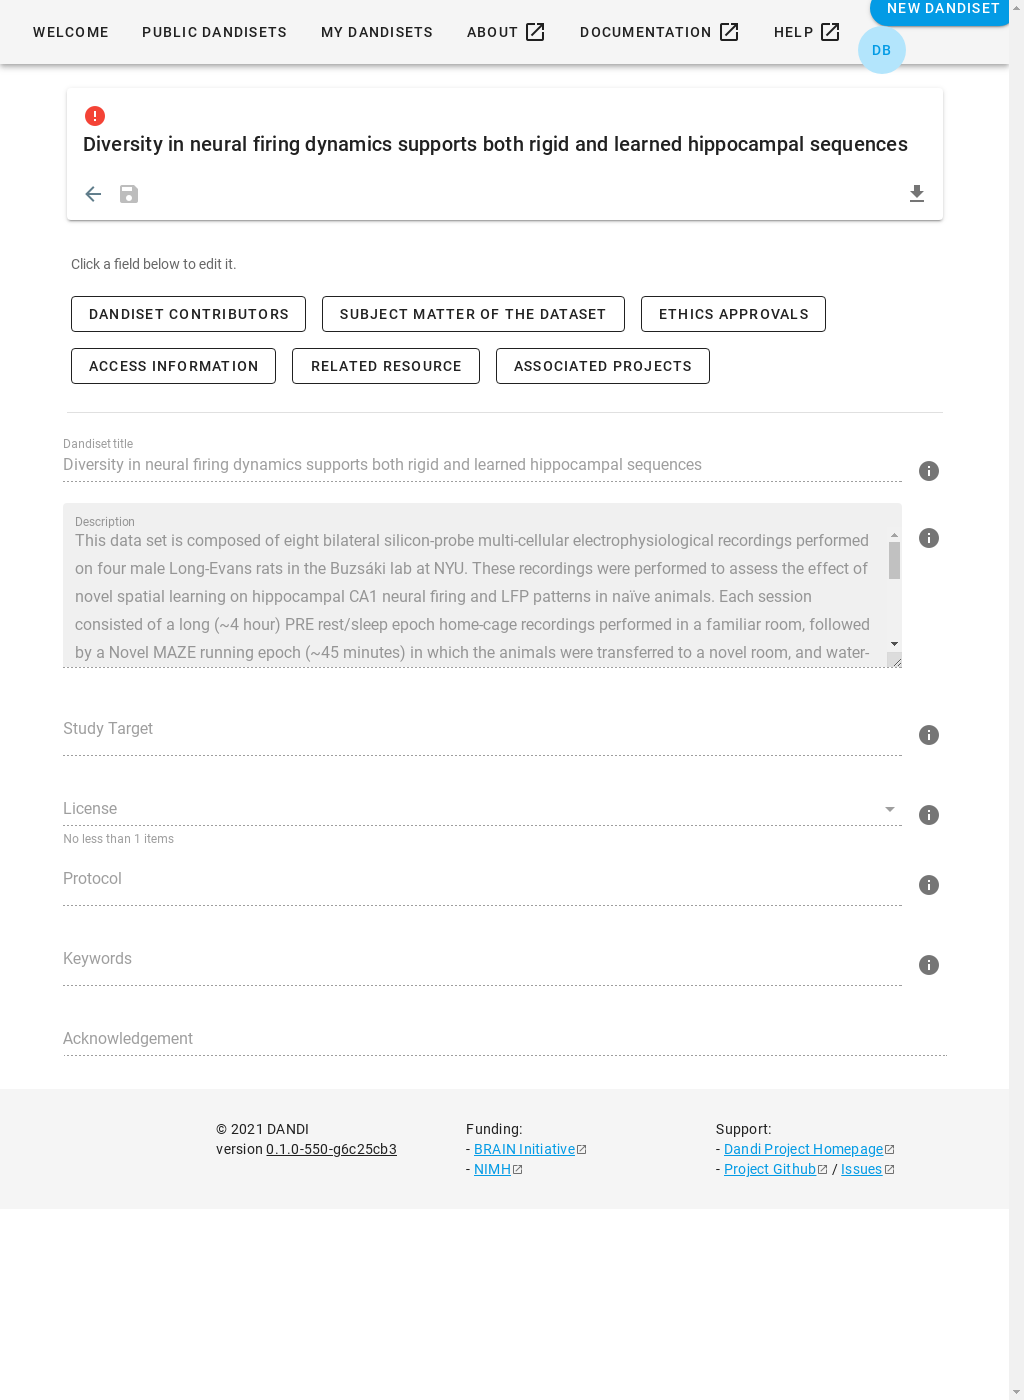 WELCOME PUBLIC DANDISETS MY DANDISETS ABOUT DOCUMENTATION HELP NEW DANDISET
DB
Diversity in neural firing dynamics supports both rigid and learned hippocampal sequences
Click a field below to edit it.
DANDISET CONTRIBUTORS SUBJECT MATTER OF THE DATASET ETHICS APPROVALS
ACCESS INFORMATION RELATED RESOURCE ASSOCIATED PROJECTS
Dandiset title
Diversity in neural firing dynamics supports both rigid and learned hippocampal sequences
Description
This data set is composed of eight bilateral silicon-probe multi-cellular electrophysiological recordings performed
on four male Long-Evans rats in the Buzsáki lab at NYU. These recordings were performed to assess the effect of
novel spatial learning on hippocampal CA1 neural firing and LFP patterns in naïve animals. Each session
consisted of a long (~4 hour) PRE rest/sleep epoch home-cage recordings performed in a familiar room, followed
by a Novel MAZE running epoch (~45 minutes) in which the animals were transferred to a novel room, and water-
Study Target
License
No less than 1 items
Protocol
Keywords
Acknowledgement
© 2021 DANDI
version 0.1.0-550-g6c25cb3
Funding:
- BRAIN Initiative
- NIMH
Support:
- Dandi Project Homepage
- Project Github / Issues